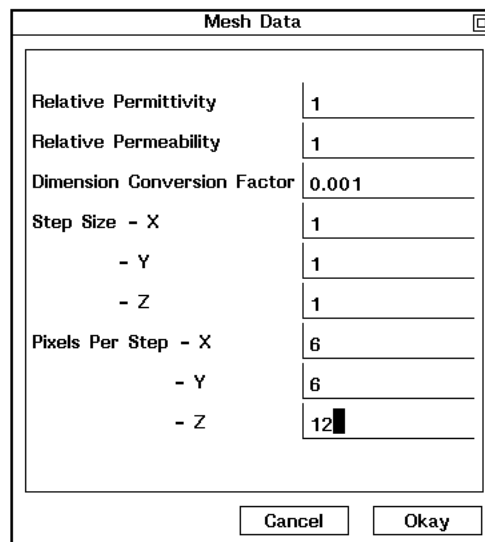 Mesh Data
Relative Permittivity 1
Relative Permeability 1
Dimension Conversion Factor 0.001
Step Size - X 1
- Y 1
- Z 1
Pixels Per Step - X 6
- Y 6
- Z 12
Cancel Okay